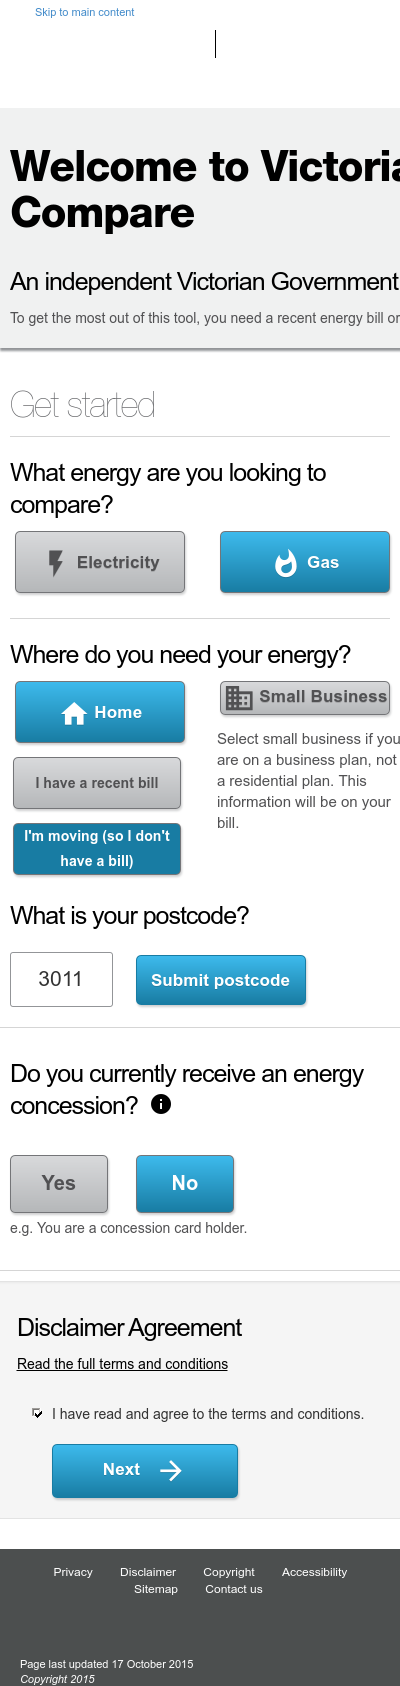 Skip to main content
Welcome to Victoria
Compare
An independent Victorian Government
To get the most out of this tool, you need a recent energy bill or
Get started
What energy are you looking to
compare?
Electricity
Gas
Where do you need your energy?
Home
Small Business
I have a recent bill
I'm moving (so I don't
have a bill)
Select small business if you
are on a business plan, not
a residential plan. This
information will be on your
bill.
What is your postcode?
3011
Submit postcode
Do you currently receive an energy
concession?
Yes
No
e.g. You are a concession card holder.
Disclaimer Agreement
Read the full terms and conditions
I have read and agree to the terms and conditions.
Next
Privacy Disclaimer Copyright Accessibility
Sitemap Contact us
Page last updated 17 October 2015
Copyright 2015